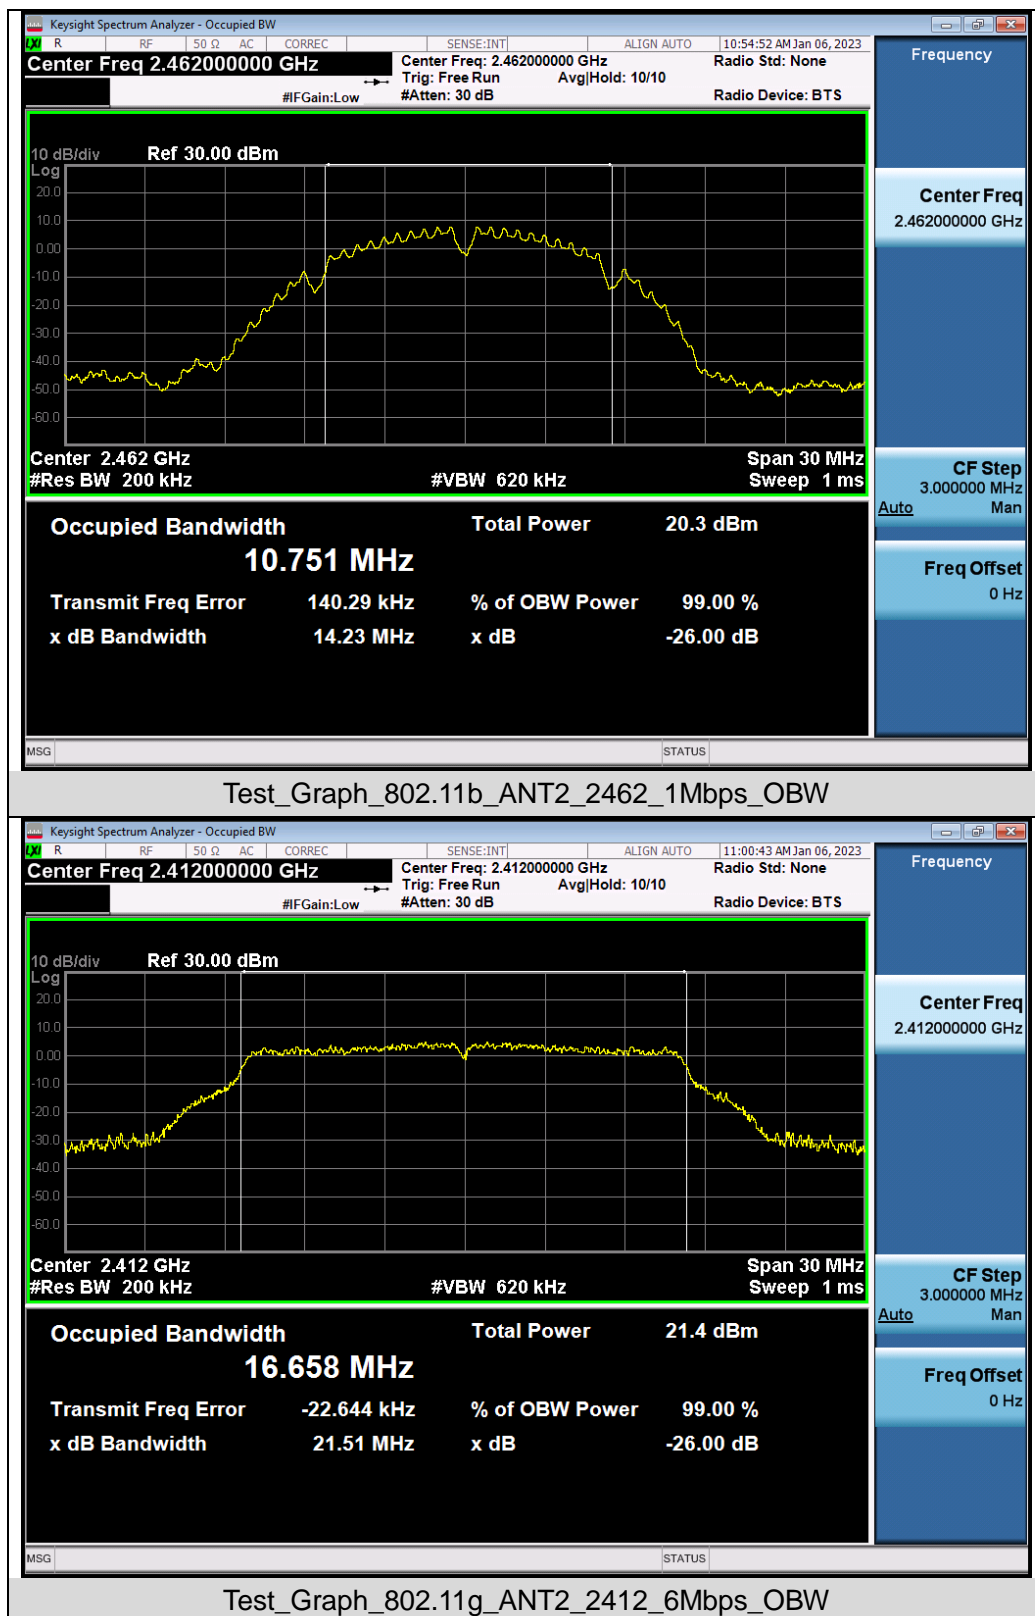 Keysight Spectrum Analyzer - Occupied BW
LXI R RF 50 Ω AC CORREC SENSE:INT ALIGN AUTO 10:54:52 AM Jan 06, 2023
Center Freq 2.462000000 GHz
Center Freq: 2.462000000 GHz
Radio Std: None
Trig: Free Run Avg|Hold: 10/10
#IFGain:Low
#Atten: 30 dB
Radio Device: BTS
Frequency
10 dB/div Ref 30.00 dBm
Log
20.0
10.0
0.00
-10.0
-20.0
-30.0
-40.0
-50.0
-60.0
Center 2.462 GHz
Span 30 MHz
#Res BW 200 kHz
#VBW 620 kHz
Sweep 1 ms
Center Freq
2.462000000 GHz
CF Step
3.000000 MHz
Auto Man
Freq Offset
0 Hz
Occupied Bandwidth
Total Power 20.3 dBm
10.751 MHz
Transmit Freq Error 140.29 kHz
% of OBW Power 99.00 %
x dB Bandwidth 14.23 MHz
x dB -26.00 dB
MSG STATUS
Test_Graph_802.11b_ANT2_2462_1Mbps_OBW
Keysight Spectrum Analyzer - Occupied BW
LXI R RF 50 Ω AC CORREC SENSE:INT ALIGN AUTO 11:00:43 AM Jan 06, 2023
Center Freq 2.412000000 GHz
Center Freq: 2.412000000 GHz
Radio Std: None
Trig: Free Run Avg|Hold: 10/10
#IFGain:Low
#Atten: 30 dB
Radio Device: BTS
Frequency
10 dB/div Ref 30.00 dBm
Log
20.0
10.0
0.00
-10.0
-20.0
-30.0
-40.0
-50.0
-60.0
Center 2.412 GHz
Span 30 MHz
#Res BW 200 kHz
#VBW 620 kHz
Sweep 1 ms
Center Freq
2.412000000 GHz
CF Step
3.000000 MHz
Auto Man
Freq Offset
0 Hz
Occupied Bandwidth
Total Power 21.4 dBm
16.658 MHz
Transmit Freq Error -22.644 kHz
% of OBW Power 99.00 %
x dB Bandwidth 21.51 MHz
x dB -26.00 dB
MSG STATUS
Test_Graph_802.11g_ANT2_2412_6Mbps_OBW